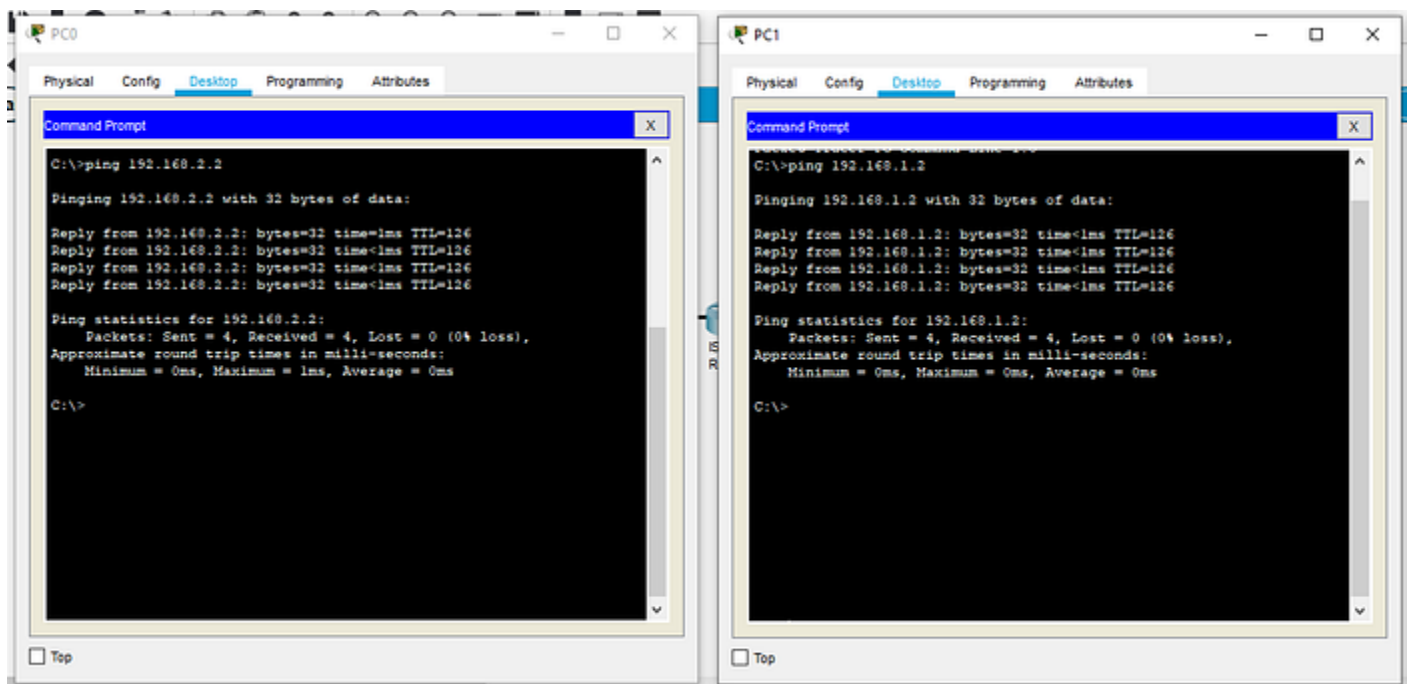 PC0
Physical Config Desktop Programming Attributes
Command Prompt
X
C:\>ping 192.168.2.2
Pinging 192.168.2.2 with 32 bytes of data:
Reply from 192.168.2.2: bytes=32 time=1ms TTL=126
Reply from 192.168.2.2: bytes=32 time<1ms TTL=126
Reply from 192.168.2.2: bytes=32 time<1ms TTL=126
Reply from 192.168.2.2: bytes=32 time<1ms TTL=126
Ping statistics for 192.168.2.2:
Packets: Sent = 4, Received = 4, Lost = 0 (0% loss),
Approximate round trip times in milli-seconds:
Minimum = 0ms, Maximum = 1ms, Average = 0ms
C:\>
Top
PC1
Physical Config Desktop Programming Attributes
Command Prompt
X
C:\>ping 192.168.1.2
Pinging 192.168.1.2 with 32 bytes of data:
Reply from 192.168.1.2: bytes=32 time<1ms TTL=126
Reply from 192.168.1.2: bytes=32 time<1ms TTL=126
Reply from 192.168.1.2: bytes=32 time<1ms TTL=126
Reply from 192.168.1.2: bytes=32 time<1ms TTL=126
Ping statistics for 192.168.1.2:
Packets: Sent = 4, Received = 4, Lost = 0 (0% loss),
Approximate round trip times in milli-seconds:
Minimum = 0ms, Maximum = 0ms, Average = 0ms
C:\>
Top